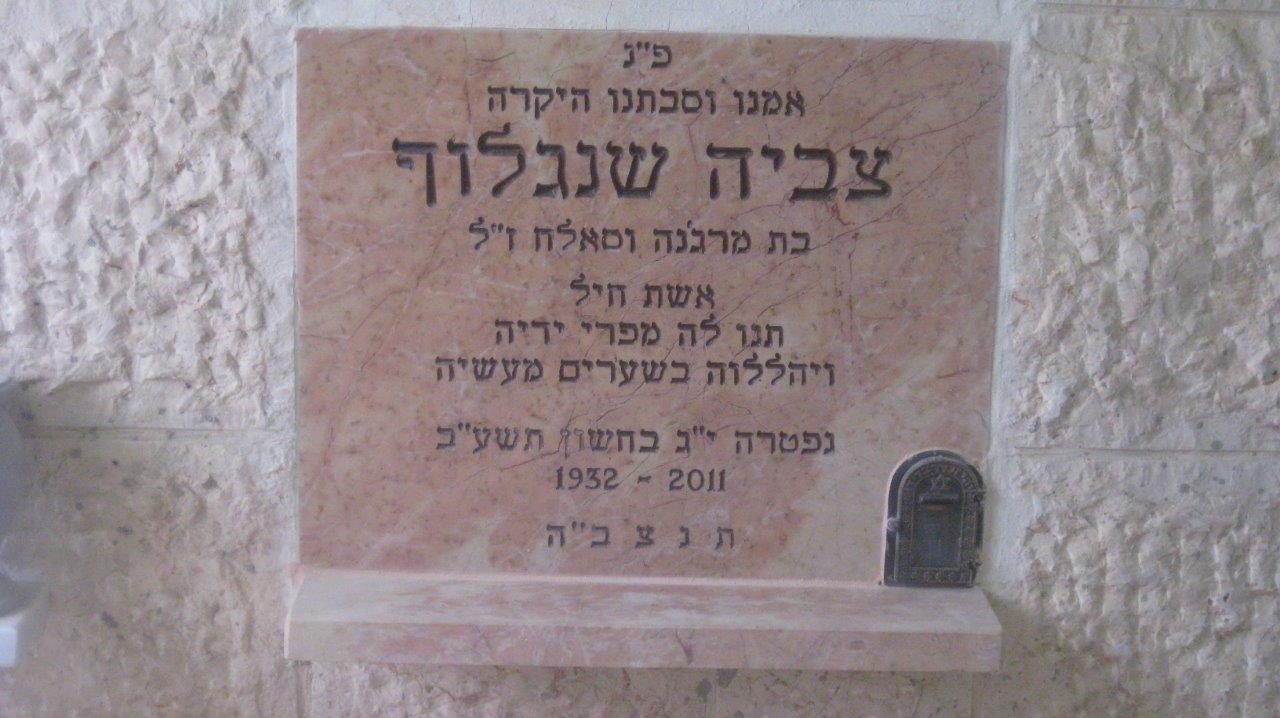 פ"נ
אמנו וסבתנו היקרה
צביה שנגלוף
בת מרג'נה וסאלח ז"ל
אשת חיל
תנו לה מפרי ידיה
ויהללוה בשערים מעשיה
נפטרה י"ג בחשון תשע"ב
1932 - 2011
ת נ צ ב"ה